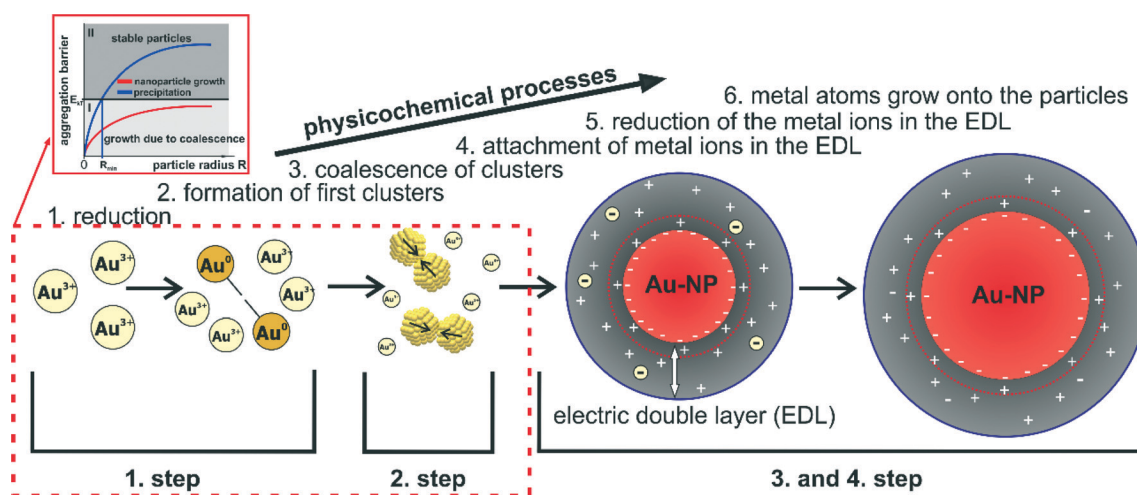 II
stable particles
nanoparticle growth
precipitation
aggregation barrier
EₖT
I
growth due to coalescence
0
Rₘᵢₙ
particle radius R
physicochemical processes
6. metal atoms grow onto the particles
5. reduction of the metal ions in the EDL
4. attachment of metal ions in the EDL
3. coalescence of clusters
2. formation of first clusters
1. reduction
Au³⁺
Au³⁺
Au³⁺
Au⁰
Au³⁺
Au³⁺
Au³⁺
Au³⁺
Au⁰
Au-NP
Au-NP
electric double layer (EDL)
1. step
2. step
3. and 4. step